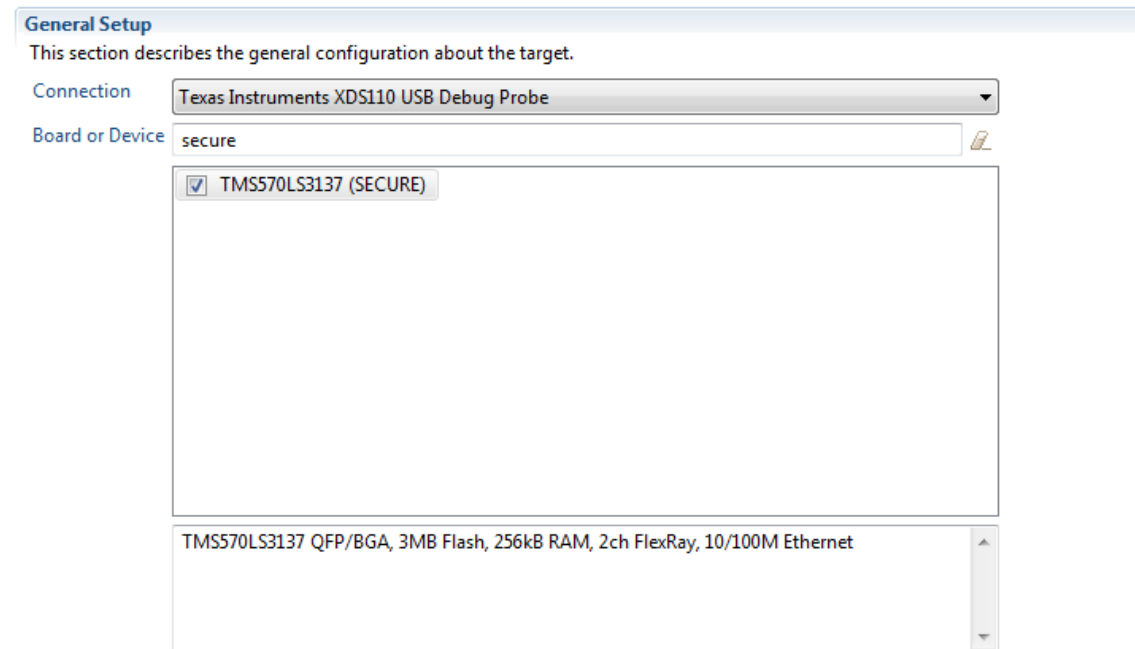 General Setup
This section describes the general configuration about the target.
Connection
Texas Instruments XDS110 USB Debug Probe
Board or Device
secure
TMS570LS3137 (SECURE)
TMS570LS3137 QFP/BGA, 3MB Flash, 256kB RAM, 2ch FlexRay, 10/100M Ethernet